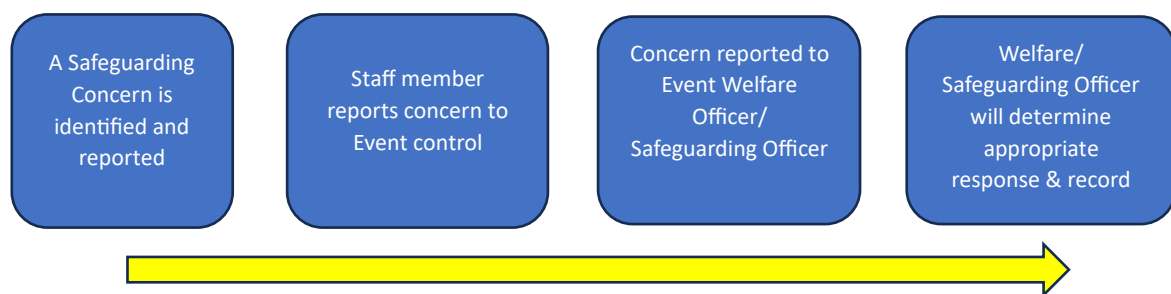 A Safeguarding
Concern is
identified and
reported
Staff member
reports concern to
Event control
Concern reported to
Event Welfare
Officer/
Safeguarding Officer
Welfare/
Safeguarding Officer
will determine
appropriate
response & record